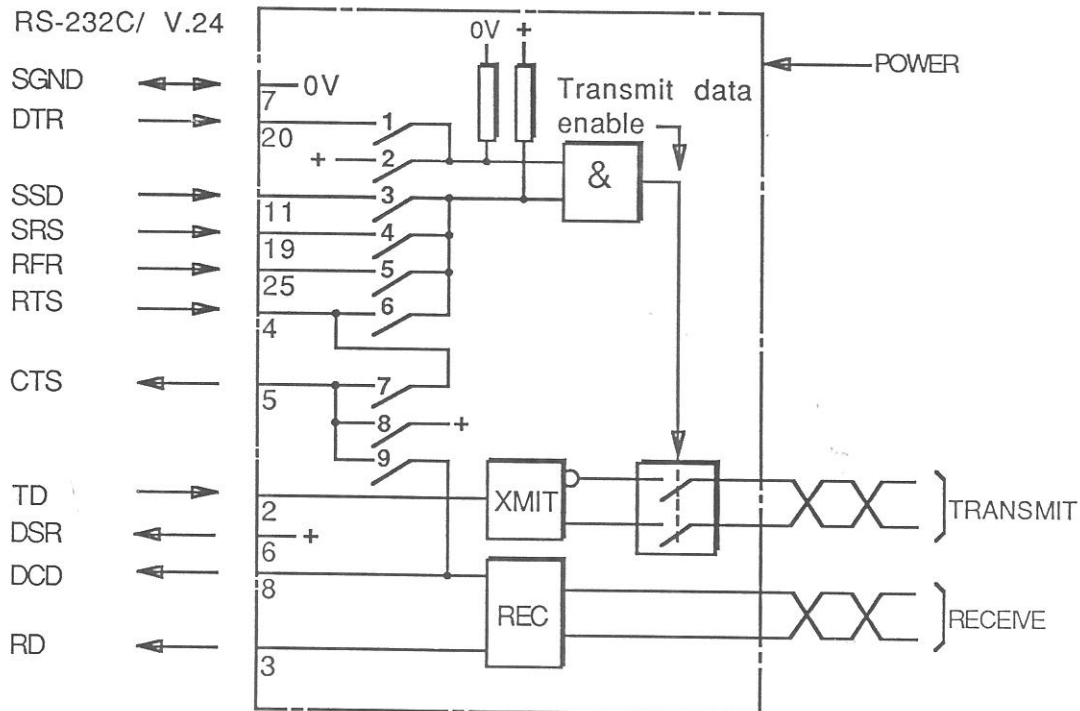 RS-232C/ V.24
0V +
POWER
SGND
0V
7
Transmit data
enable
DTR
20
1
+ 2
&
SSD
11
3
SRS
19
4
RFR
25
5
RTS
4
6
CTS
5
7
8 +
9
TD
2
XMIT
TRANSMIT
DSR
6
+
DCD
8
REC
RECEIVE
RD
3